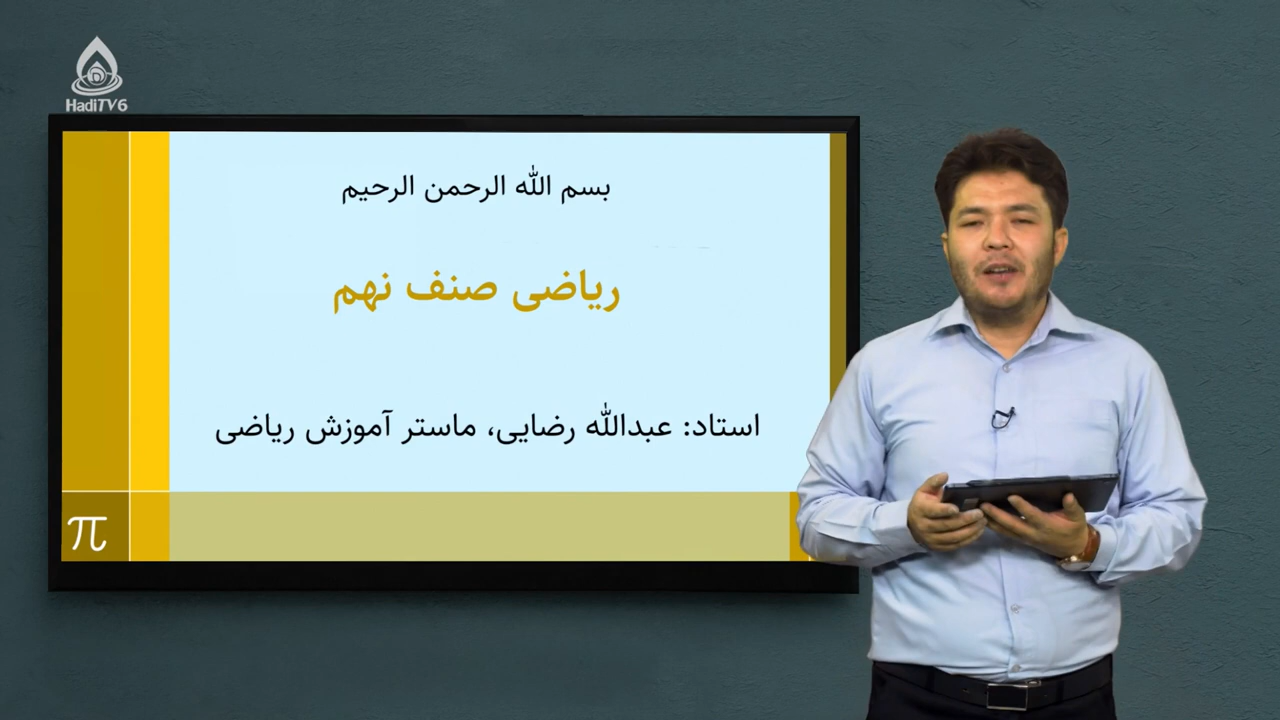 HadiTV6
بسم الله الرحمن الرحیم
ریاضی صنف نهم
استاد: عبدالله رضایی، ماستر آموزش ریاضی
π